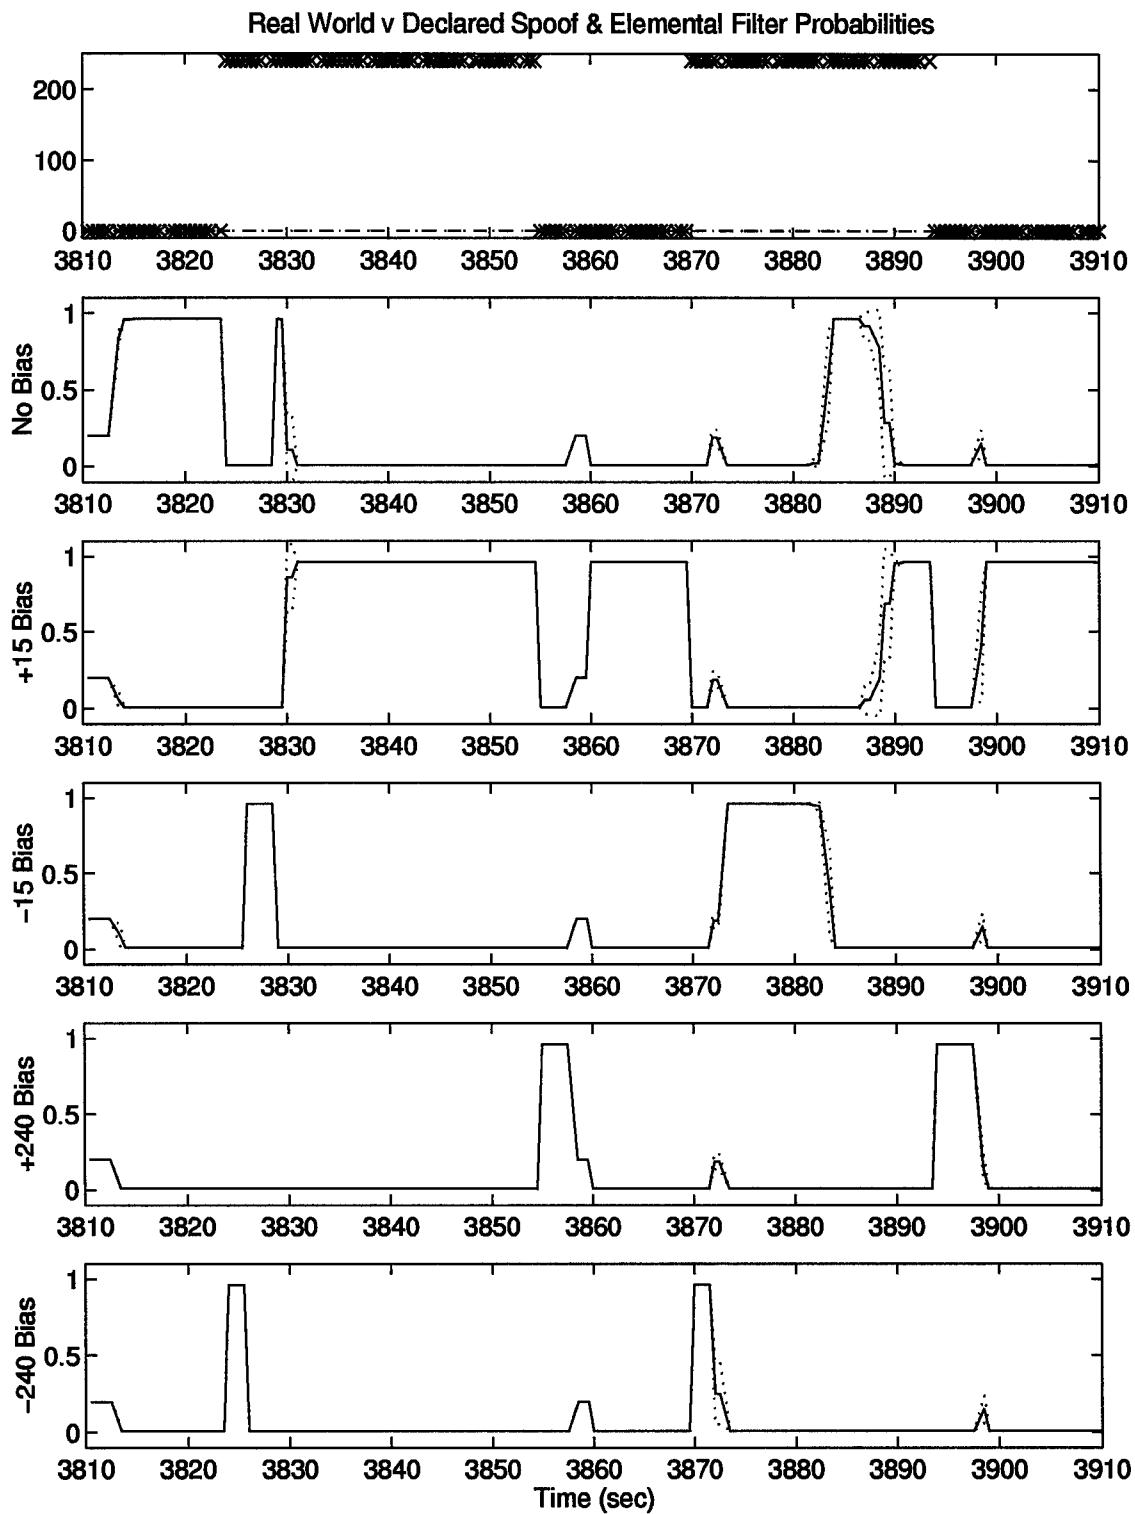 Real World v Declared Spoof & Elemental Filter Probabilities
200
100
0
3810 3820 3830 3840 3850 3860 3870 3880 3890 3900 3910
No Bias
1
0.5
0
3810 3820 3830 3840 3850 3860 3870 3880 3890 3900 3910
+15 Bias
1
0.5
0
3810 3820 3830 3840 3850 3860 3870 3880 3890 3900 3910
−15 Bias
1
0.5
0
3810 3820 3830 3840 3850 3860 3870 3880 3890 3900 3910
+240 Bias
1
0.5
0
3810 3820 3830 3840 3850 3860 3870 3880 3890 3900 3910
−240 Bias
1
0.5
0
3810 3820 3830 3840 3850 3860 3870 3880 3890 3900 3910
Time (sec)